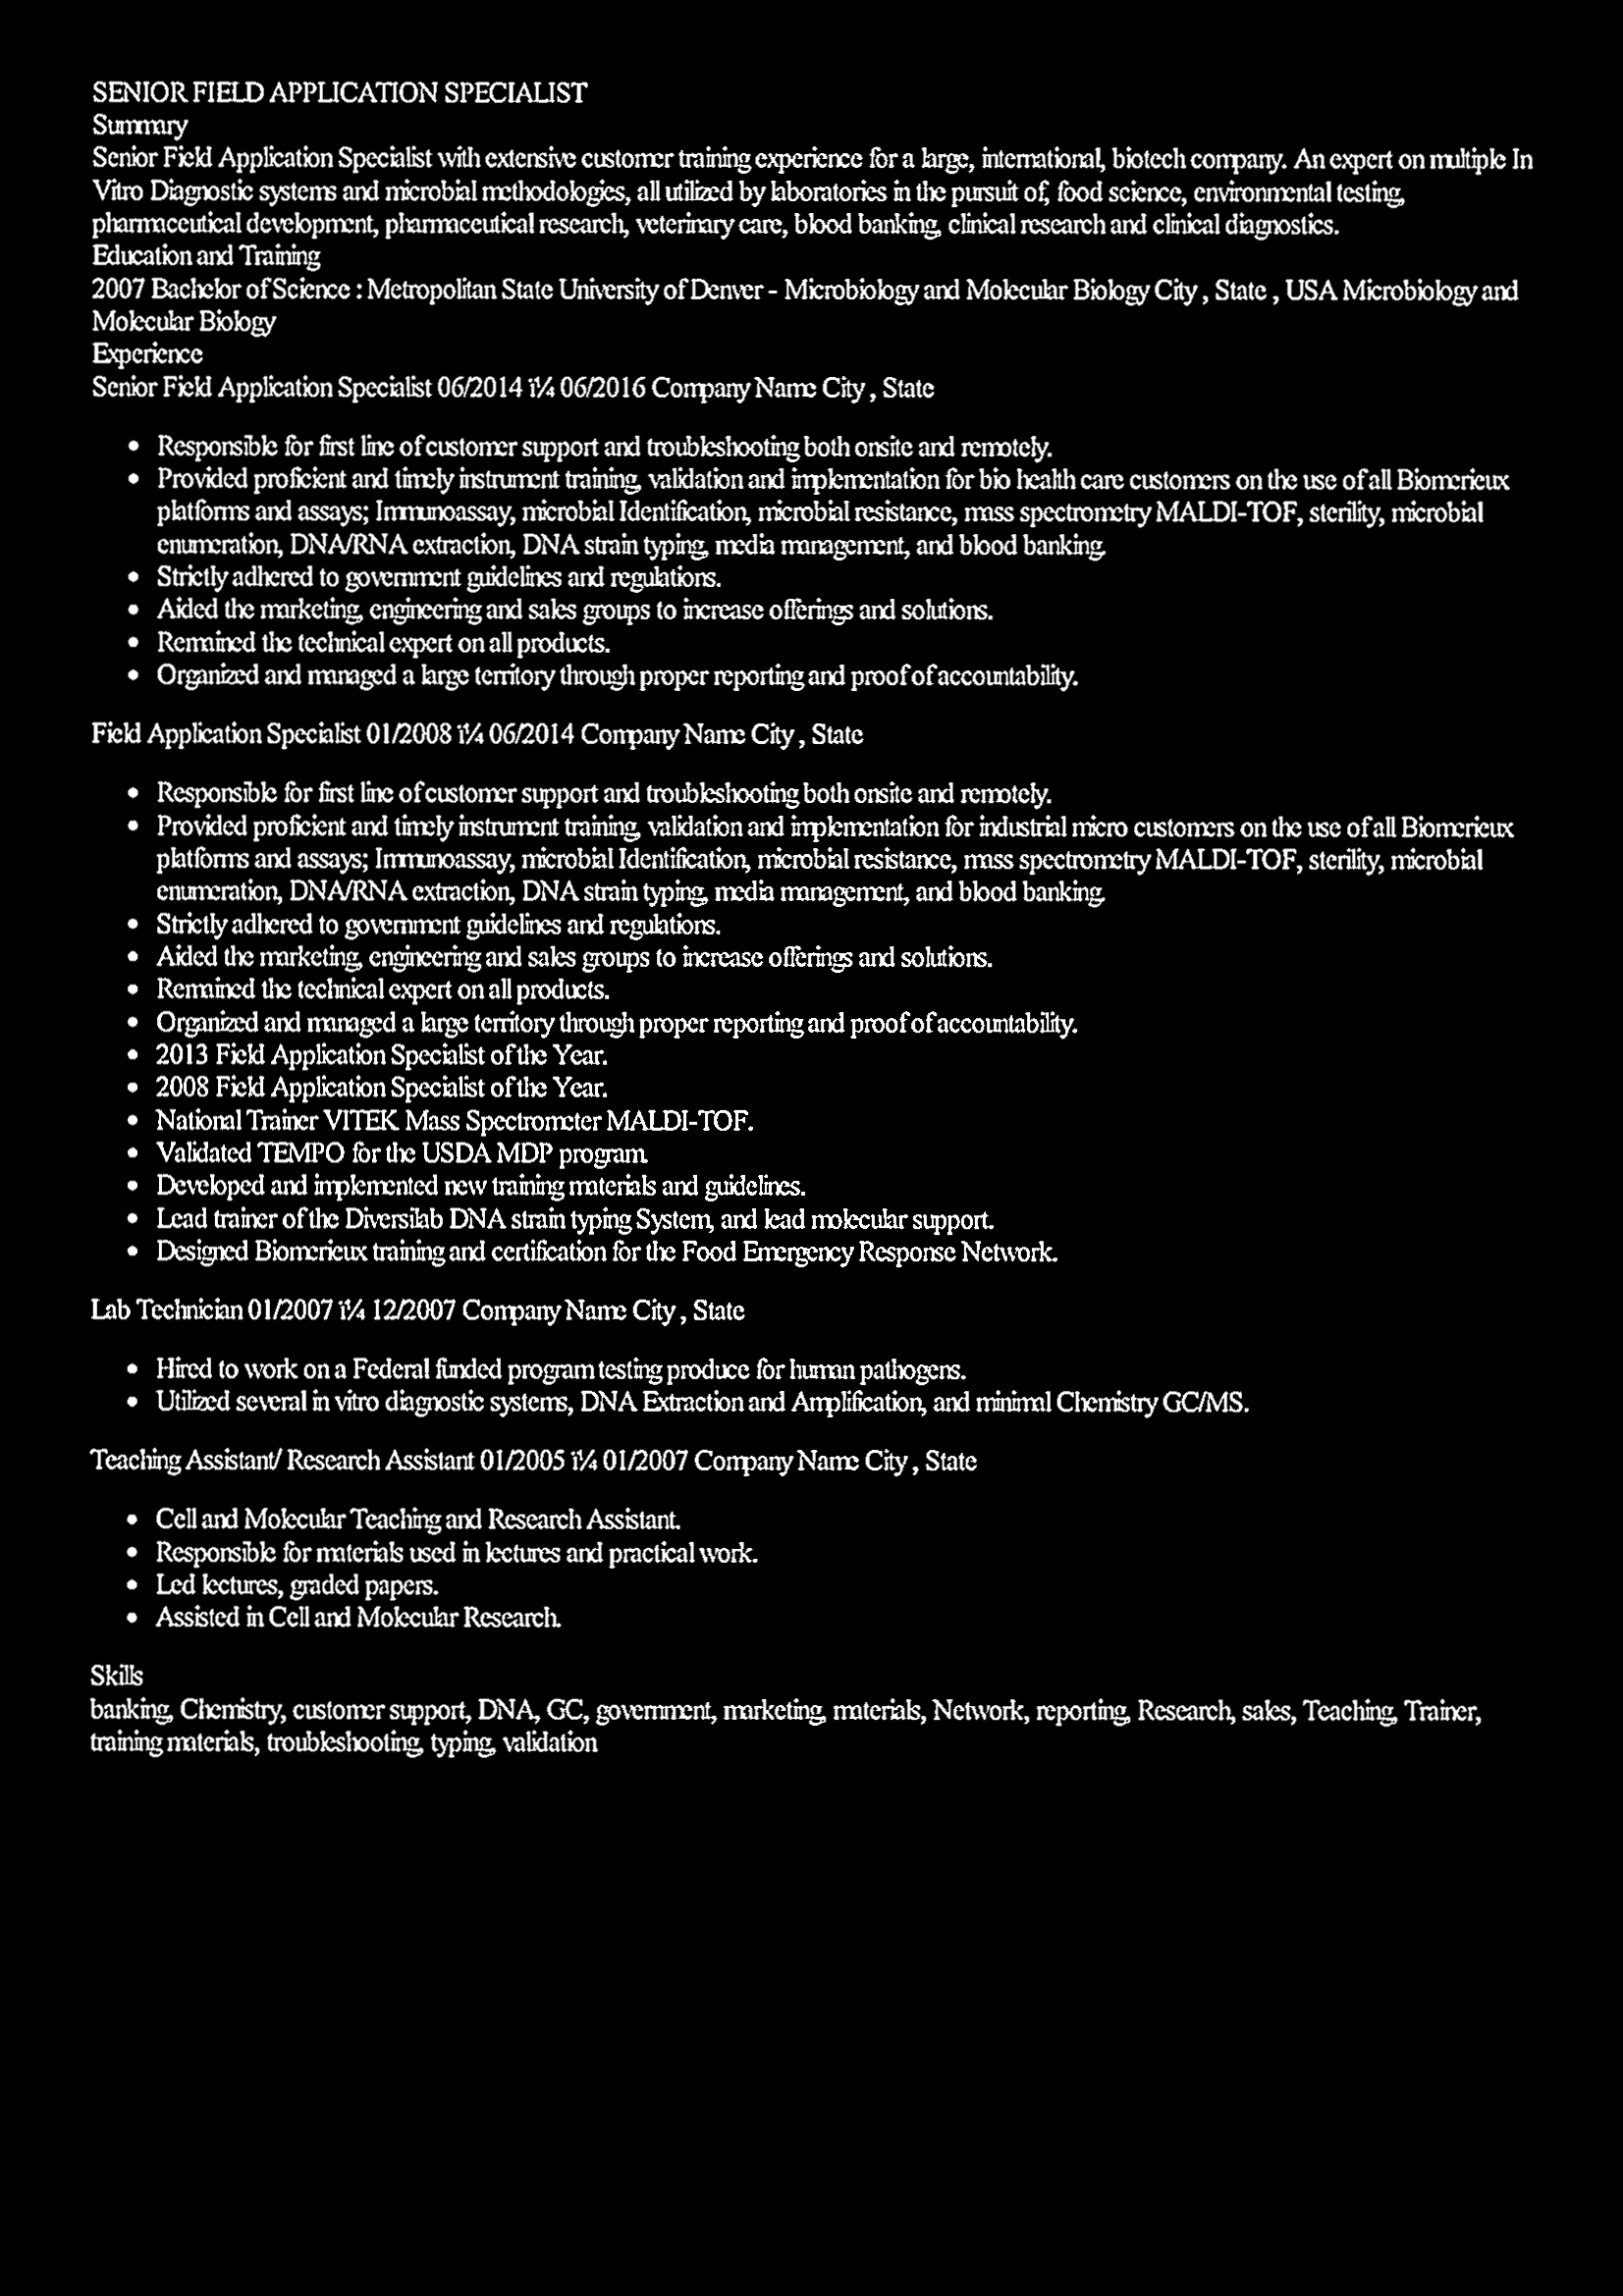 SENIOR FIELD APPLICATION SPECIALIST
Summary
Senior Field Application Specialist with extensive customer training experience for a large, international, biotech company. An expert on multiple In
Vitro Diagnostic systems and microbial methodologies, all utilized by laboratories in the pursuit of, food science, environmental testing,
pharmaceutical development, pharmaceutical research, veterinary care, blood banking, clinical research and clinical diagnostics.
Education and Training
2007 Bachelor of Science : Metropolitan State University of Denver - Microbiology and Molecular Biology City , State , USA Microbiology and
Molecular Biology
Experience
Senior Field Application Specialist 06/2014 ï¼ 06/2016 Company Name City , State
• Responsible for first line of customer support and troubleshooting both onsite and remotely.
• Provided proficient and timely instrument training, validation and implementation for bio health care customers on the use of all Biomerieux
platforms and assays; Immunoassay, microbial Identification, microbial resistance, mass spectrometry MALDI-TOF, sterility, microbial
enumeration, DNA/RNA extraction, DNA strain typing, media management, and blood banking.
• Strictly adhered to government guidelines and regulations.
• Aided the marketing, engineering and sales groups to increase offerings and solutions.
• Remained the technical expert on all products.
• Organized and managed a large territory through proper reporting and proof of accountability.
Field Application Specialist 01/2008 ï¼ 06/2014 Company Name City , State
• Responsible for first line of customer support and troubleshooting both onsite and remotely.
• Provided proficient and timely instrument training, validation and implementation for industrial micro customers on the use of all Biomerieux
platforms and assays; Immunoassay, microbial Identification, microbial resistance, mass spectrometry MALDI-TOF, sterility, microbial
enumeration, DNA/RNA extraction, DNA strain typing, media management, and blood banking.
• Strictly adhered to government guidelines and regulations.
• Aided the marketing, engineering and sales groups to increase offerings and solutions.
• Remained the technical expert on all products.
• Organized and managed a large territory through proper reporting and proof of accountability.
• 2013 Field Application Specialist of the Year.
• 2008 Field Application Specialist of the Year.
• National Trainer VITEK Mass Spectrometer MALDI-TOF.
• Validated TEMPO for the USDA MDP program.
• Developed and implemented new training materials and guidelines.
• Lead trainer of the Diversilab DNA strain typing System, and lead molecular support.
• Designed Biomerieux training and certification for the Food Emergency Response Network.
Lab Technician 01/2007 ï¼ 12/2007 Company Name City , State
• Hired to work on a Federal funded program testing produce for human pathogens.
• Utilized several in vitro diagnostic systems, DNA Extraction and Amplification, and minimal Chemistry GC/MS.
Teaching Assistant/ Research Assistant 01/2005 ï¼ 01/2007 Company Name City , State
• Cell and Molecular Teaching and Research Assistant.
• Responsible for materials used in lectures and practical work.
• Led lectures, graded papers.
• Assisted in Cell and Molecular Research.
Skills
banking, Chemistry, customer support, DNA, GC, government, marketing, materials, Network, reporting, Research, sales, Teaching, Trainer,
training materials, troubleshooting, typing, validation